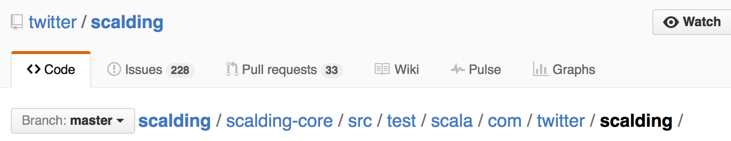 twitter / scalding
Watch
Code Issues 228 Pull requests 33 Wiki Pulse Graphs
Branch: master scalding / scalding-core / src / test / scala / com / twitter / scalding /